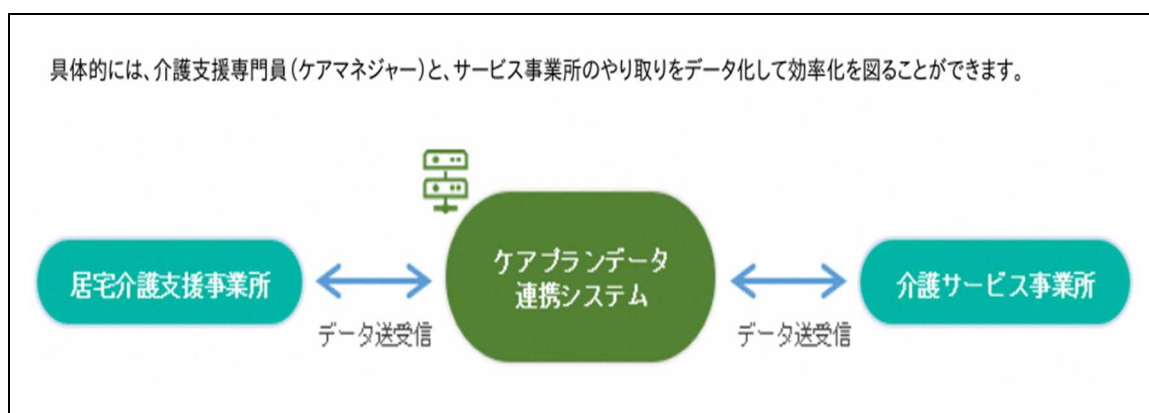 具体的には、介護支援専門員（ケアマネジャー）と、サービス事業所のやり取りをデータ化して効率化を図ることができます。
居宅介護支援事業所
データ送受信
ケアプランデータ
連携システム
データ送受信
介護サービス事業所